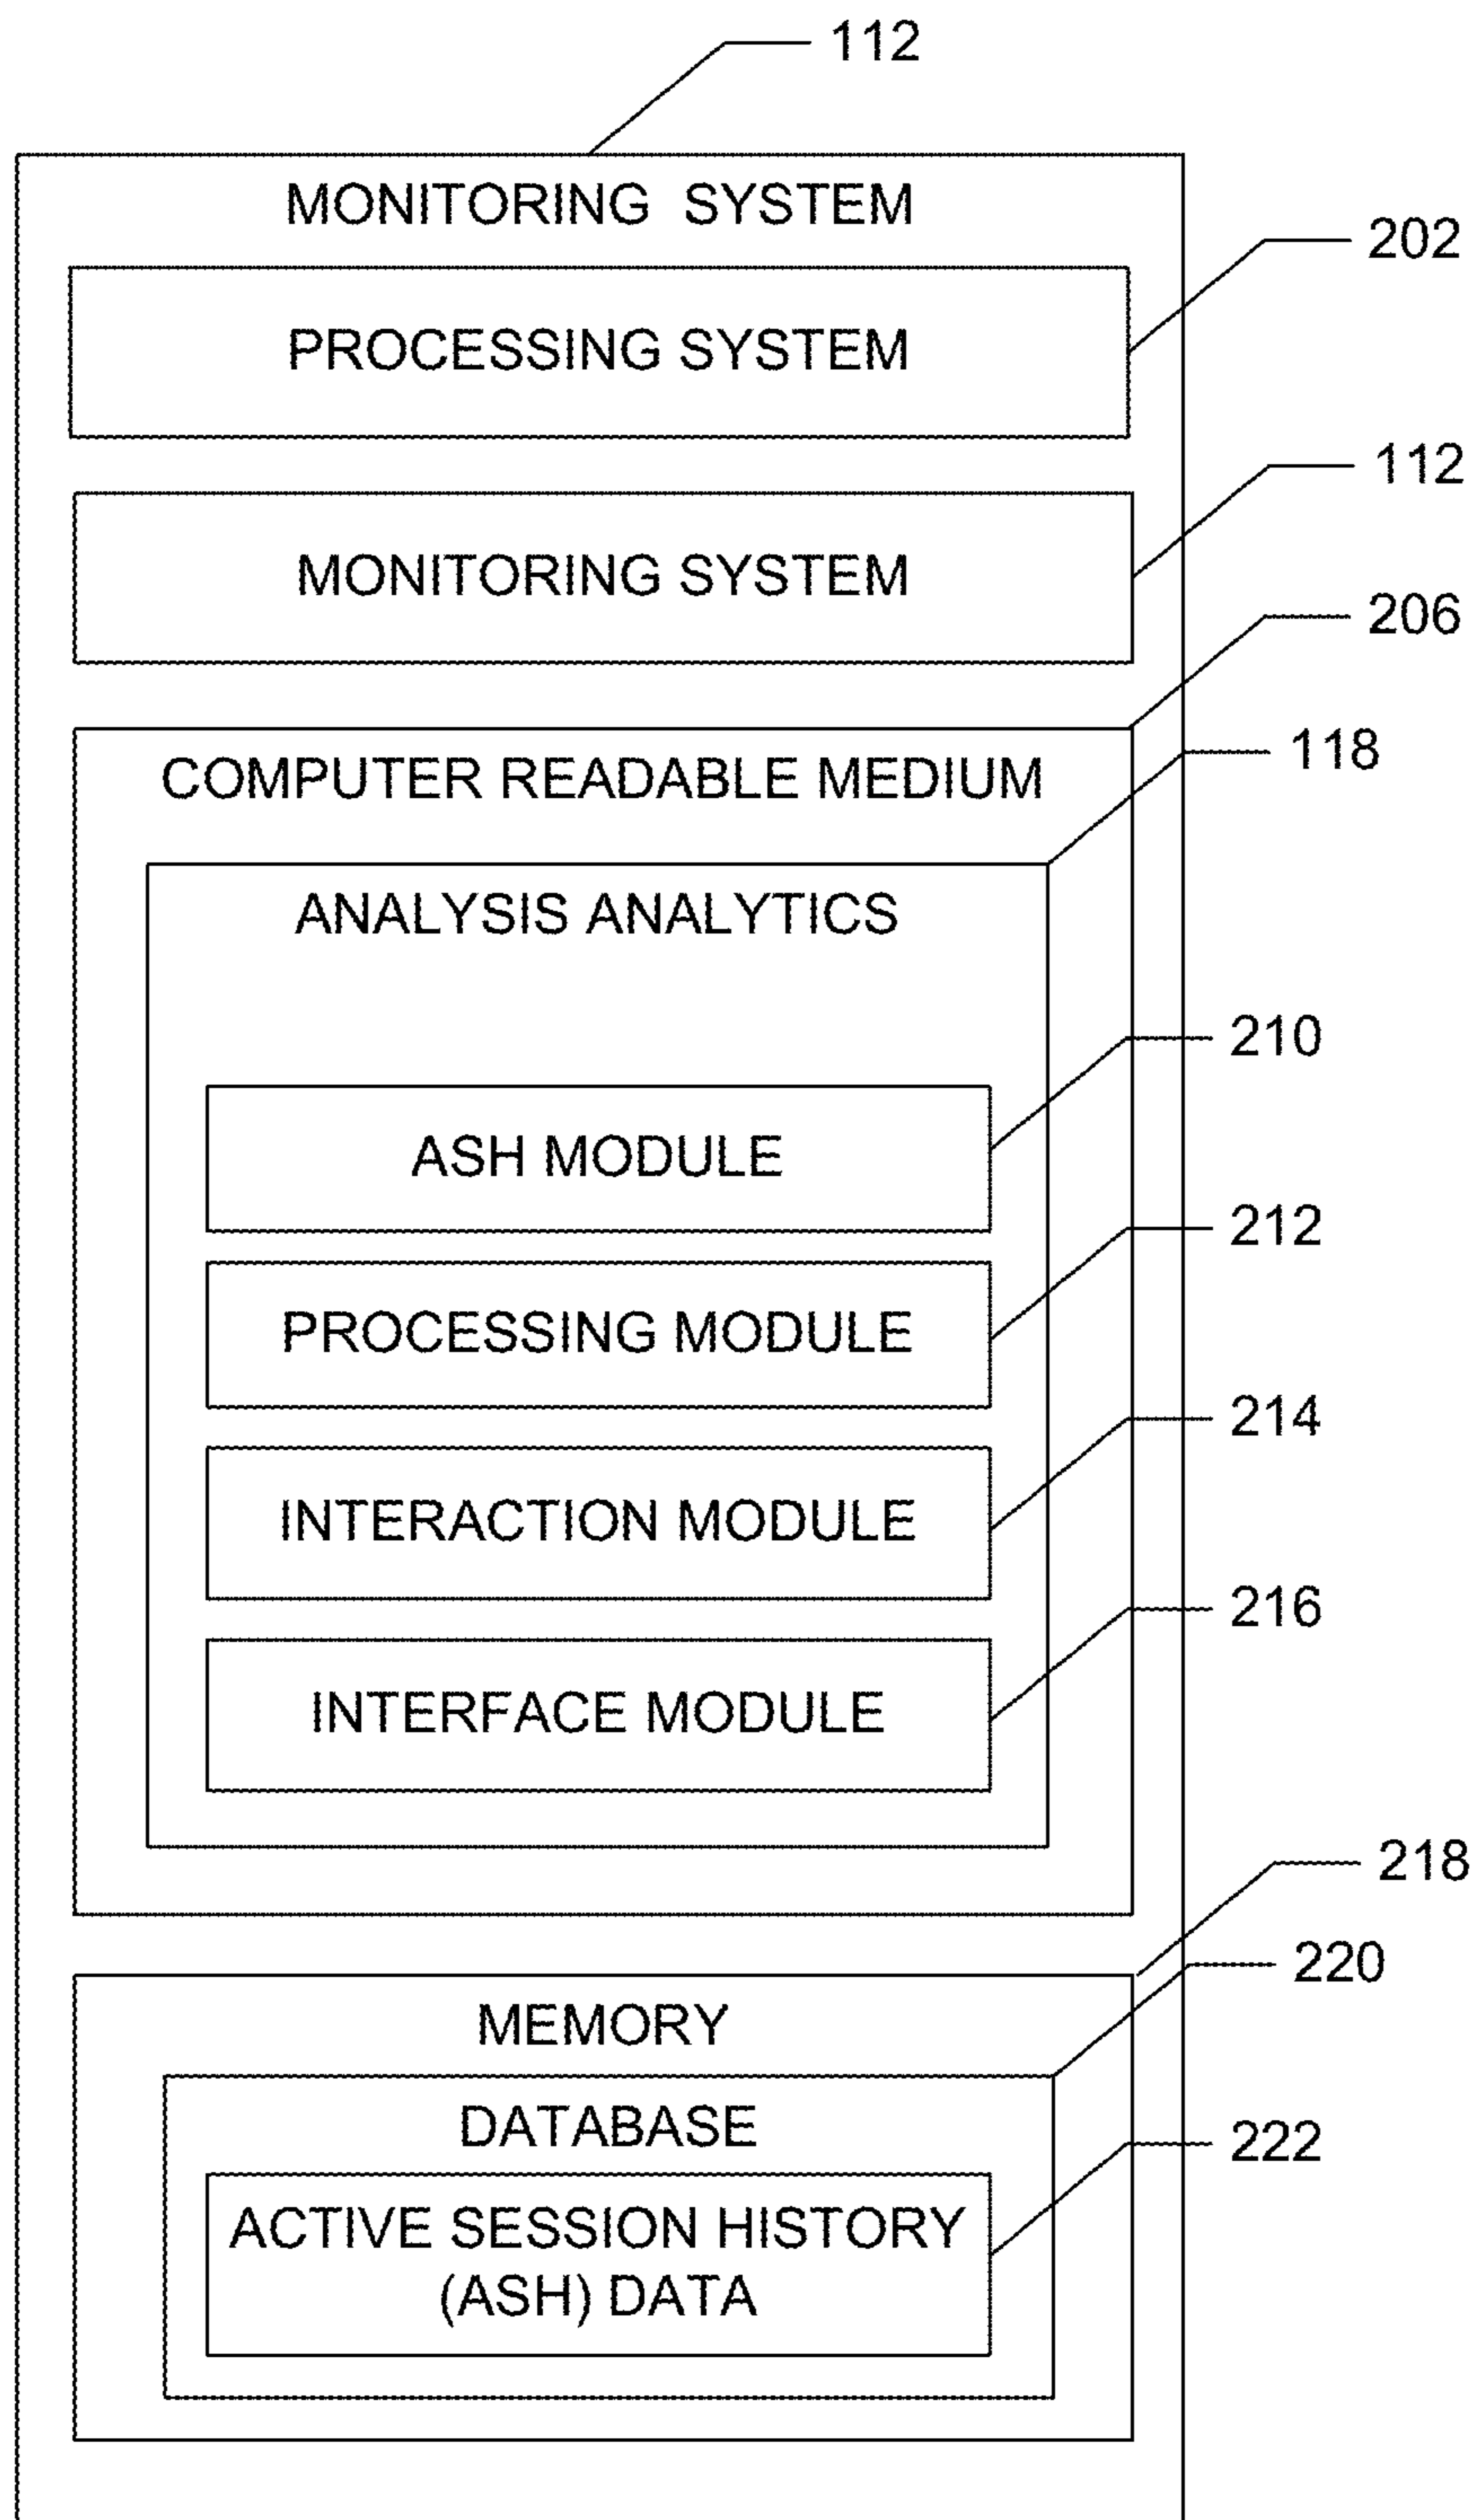 112
MONITORING SYSTEM
202
PROCESSING SYSTEM
112
MONITORING SYSTEM
206
118
COMPUTER READABLE MEDIUM
ANALYSIS ANALYTICS
210
ASH MODULE
212
PROCESSING MODULE
214
INTERACTION MODULE
216
INTERFACE MODULE
218
220
MEMORY
DATABASE
222
ACTIVE SESSION HISTORY
(ASH) DATA